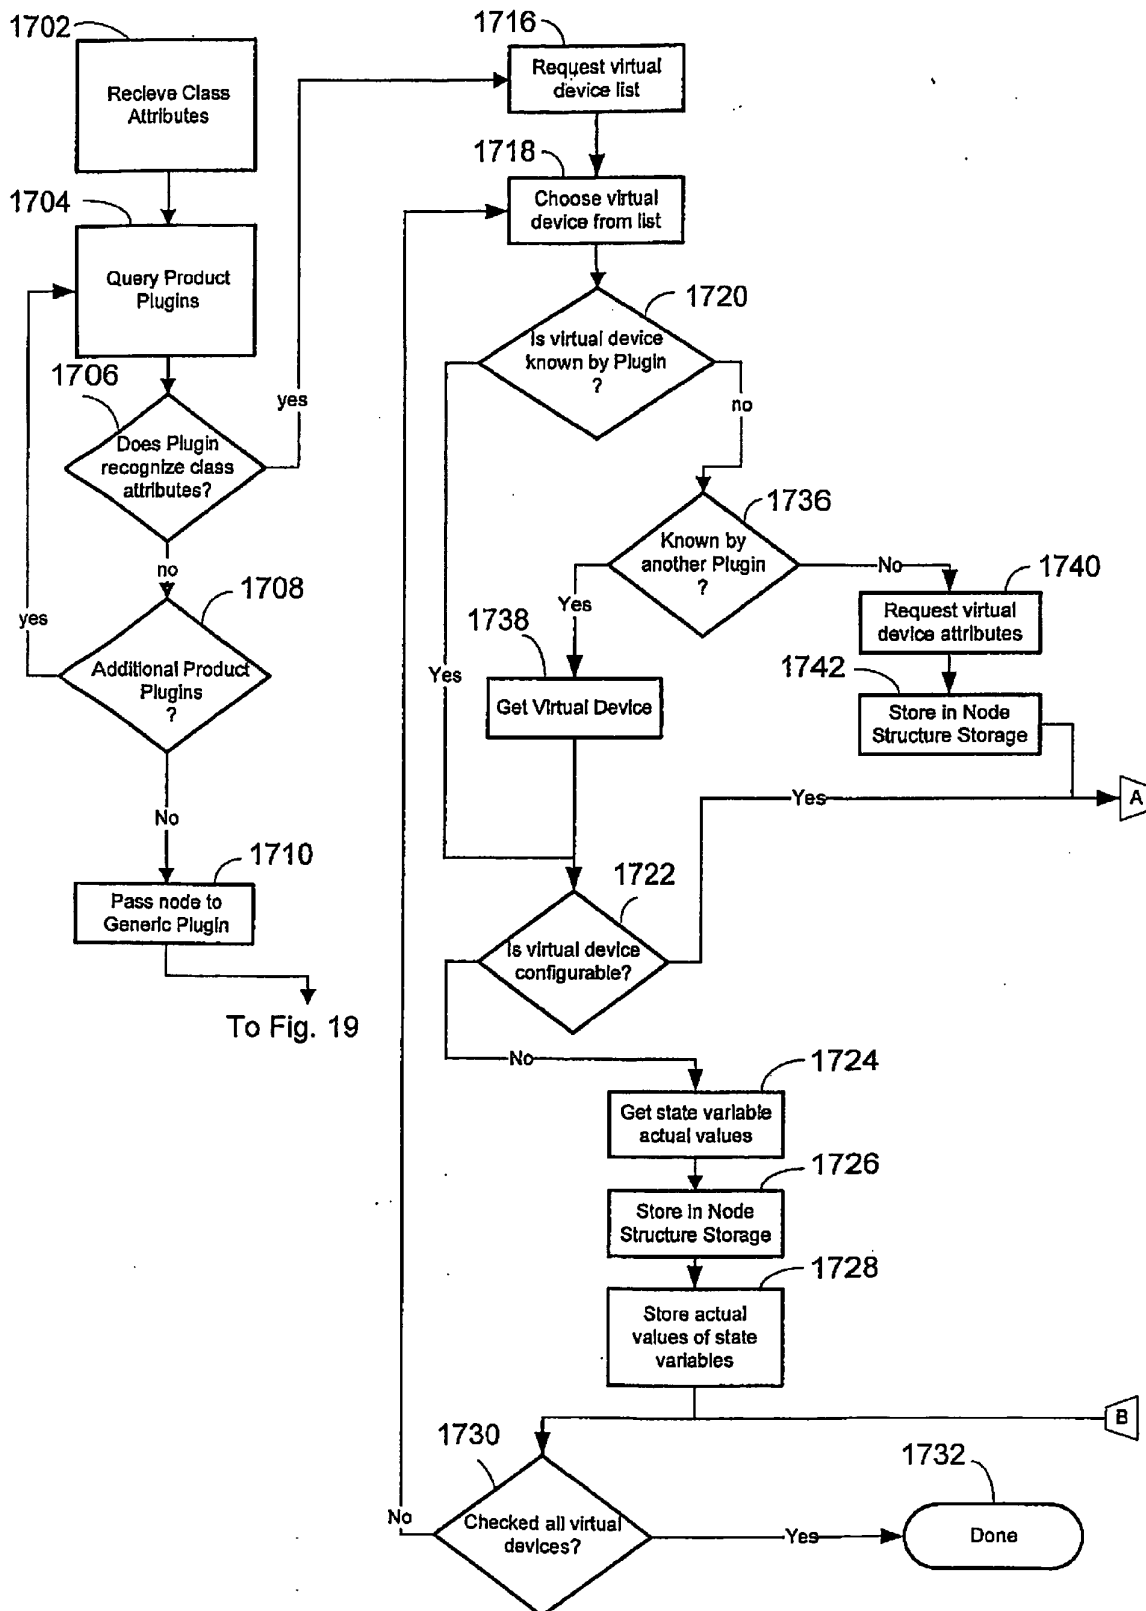 1702
Recieve Class
Attributes
1704
Query Product
Plugins
1706
Does Plugin
recognize class
attributes?
yes
no
1708
Additional Product
Plugins
?
yes
No
1710
Pass node to
Generic Plugin
To Fig. 19
1716
Request virtual
device list
1718
Choose virtual
device from list
1720
Is virtual device
known by Plugin
?
no
Yes
1736
Known by
another Plugin
?
Yes
No
1738
Get Virtual Device
1740
Request virtual
device attributes
1742
Store in Node
Structure Storage
Yes
A
1722
Is virtual device
configurable?
No
1724
Get state variable
actual values
1726
Store in Node
Structure Storage
1728
Store actual
values of state
variables
B
1730
Checked all virtual
devices?
No
Yes
1732
Done